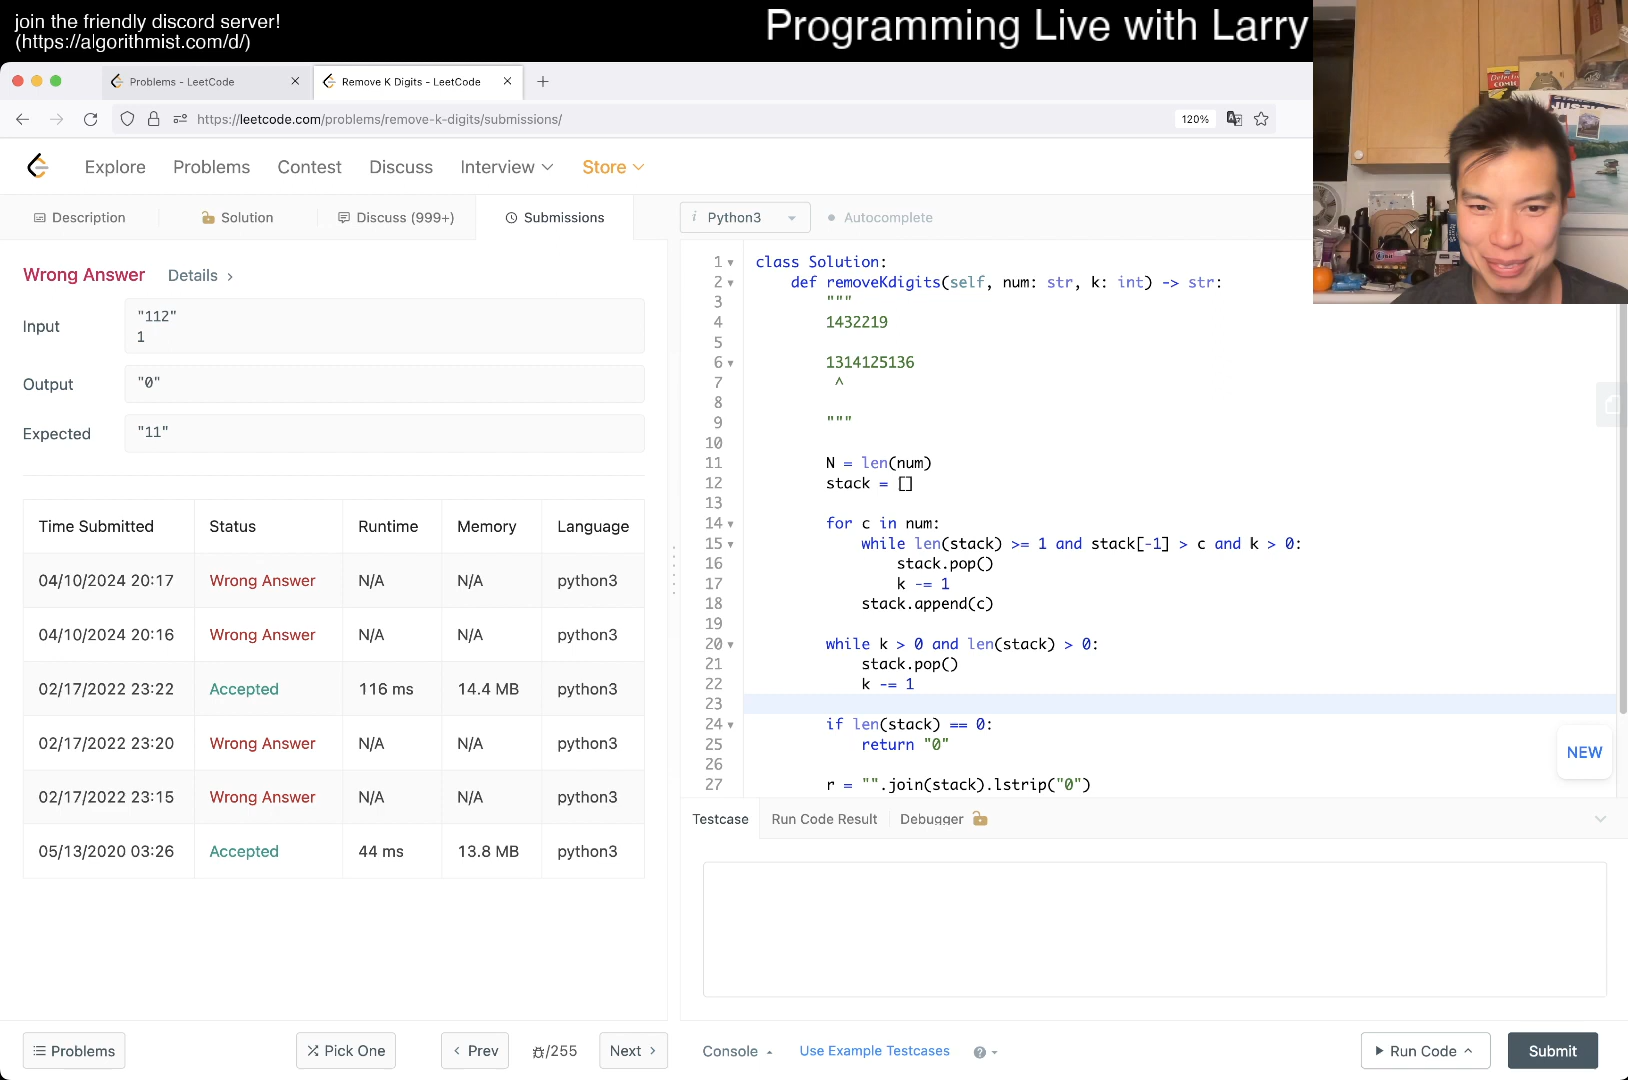 join the friendly discord server!
(https://algorithmist.com/d/)
Programming Live with Larry
Problems - LeetCode
Remove K Digits - LeetCode
https://leetcode.com/problems/remove-k-digits/submissions/
120%
Explore
Problems
Contest
Discuss
Interview
Store
Description
Solution
Discuss (999+)
Submissions
Wrong Answer
Details
Input
"112"
1
Output
"0"
Expected
"11"
Time Submitted Status Runtime Memory Language
04/10/2024 20:17 Wrong Answer N/A N/A python3
04/10/2024 20:16 Wrong Answer N/A N/A python3
02/17/2022 23:22 Accepted 116 ms 14.4 MB python3
02/17/2022 23:20 Wrong Answer N/A N/A python3
02/17/2022 23:15 Wrong Answer N/A N/A python3
05/13/2020 03:26 Accepted 44 ms 13.8 MB python3
Problems
Pick One
Prev
/255
Next
i Python3
Autocomplete
1 class Solution:
2 def removeKdigits(self, num: str, k: int) -> str:
3 """
4 1432219
5
6 1314125136
7 ^
8
9 """
10
11 N = len(num)
12 stack = []
13
14 for c in num:
15 while len(stack) >= 1 and stack[-1] > c and k > 0:
16 stack.pop()
17 k -= 1
18 stack.append(c)
19
20 while k > 0 and len(stack) > 0:
21 stack.pop()
22 k -= 1
23
24 if len(stack) == 0:
25 return "0"
26
27 r = "".join(stack).lstrip("0")
NEW
Testcase
Run Code Result
Debugger
Console
Use Example Testcases
Run Code
Submit